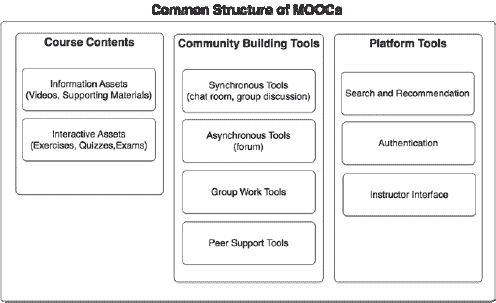 Common Structure of MOOCs
Course Contents
Information Assets
(Videos, Supporting Materials)
Interactive Assets
(Exercises, Quizzes,Exams)
Community Building Tools
Synchronous Tools
(chat room, group discussion)
Asynchronous Tools
(forum)
Group Work Tools
Peer Support Tools
Platform Tools
Search and Recommendation
Authentication
Instructor Interface